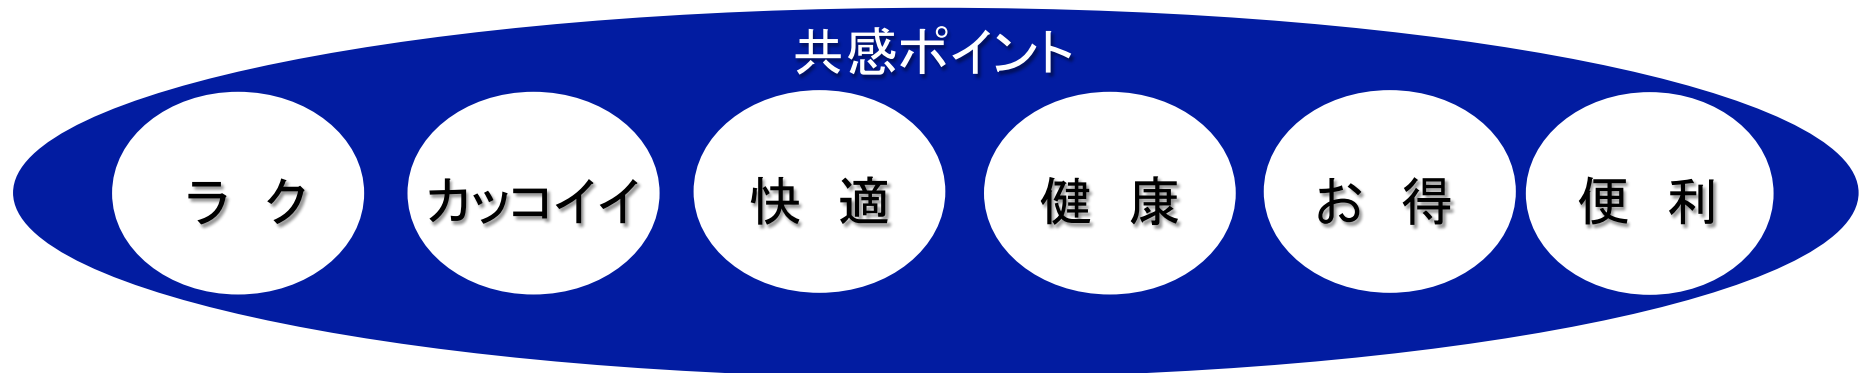 共感ポイント
ラ　ク
カッコイイ
快　適
健　康
お　得
便　利